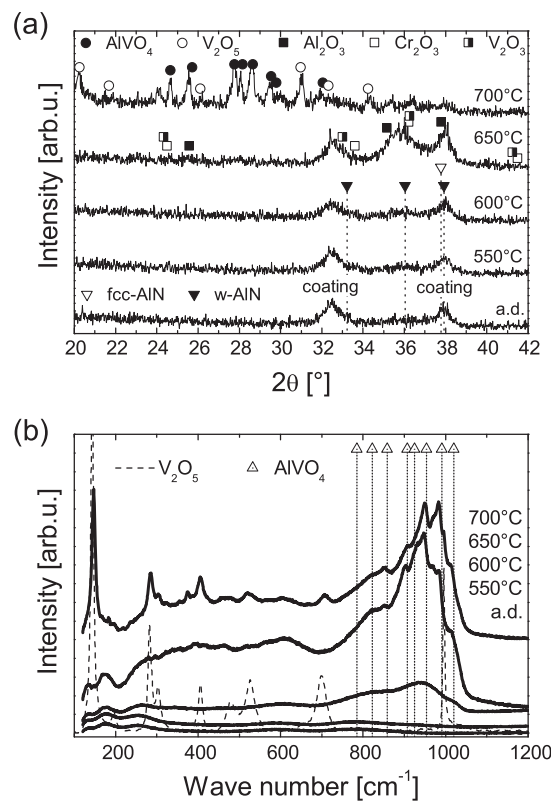 (a)
AlVO₄ V₂O₅ Al₂O₃ Cr₂O₃ V₂O₃
Intensity [arb.u.]
700°C
650°C
600°C
550°C
coating coating
fcc-AlN w-AlN a.d.
20 22 24 26 28 30 32 34 36 38 40 42
2θ [°]
(b)
V₂O₅ AlVO₄
Intensity [arb.u.]
700°C
650°C
600°C
550°C
a.d.
200 400 600 800 1000 1200
Wave number [cm⁻¹]